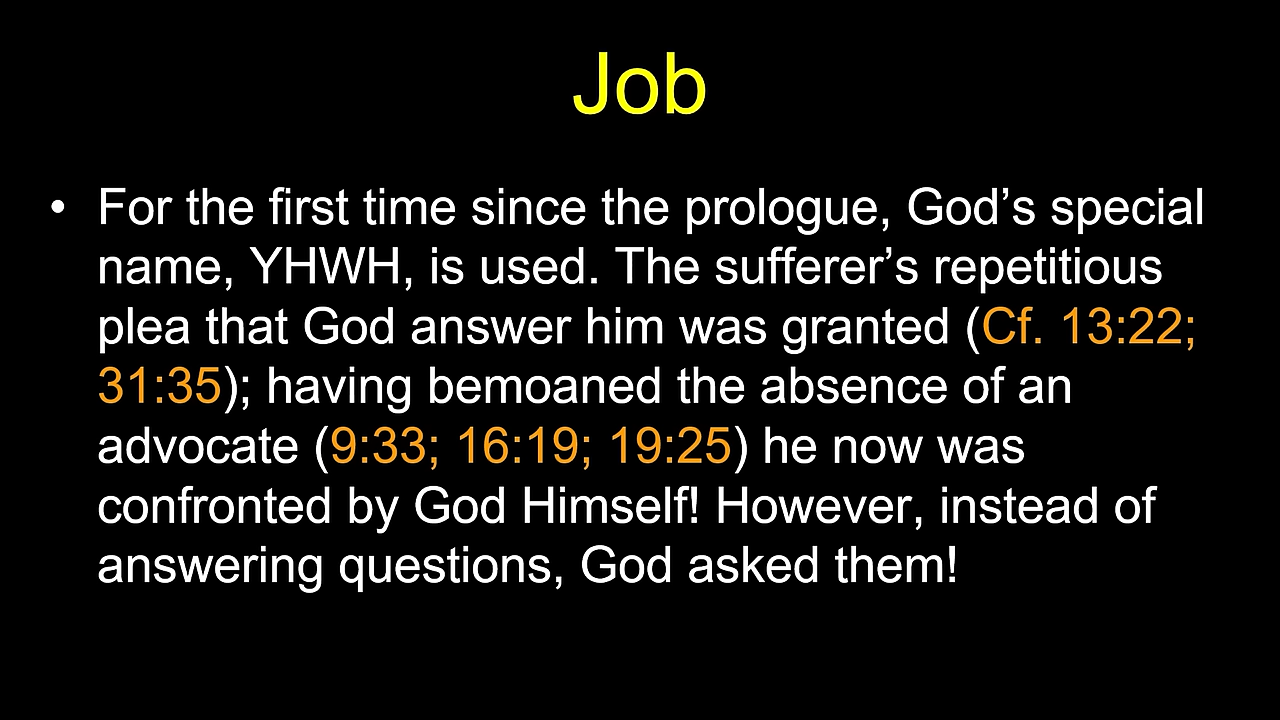 Job
• For the first time since the prologue, God’s special
name, YHWH, is used. The sufferer’s repetitious
plea that God answer him was granted (Cf. 13:22;
31:35); having bemoaned the absence of an
advocate (9:33; 16:19; 19:25) he now was
confronted by God Himself! However, instead of
answering questions, God asked them!